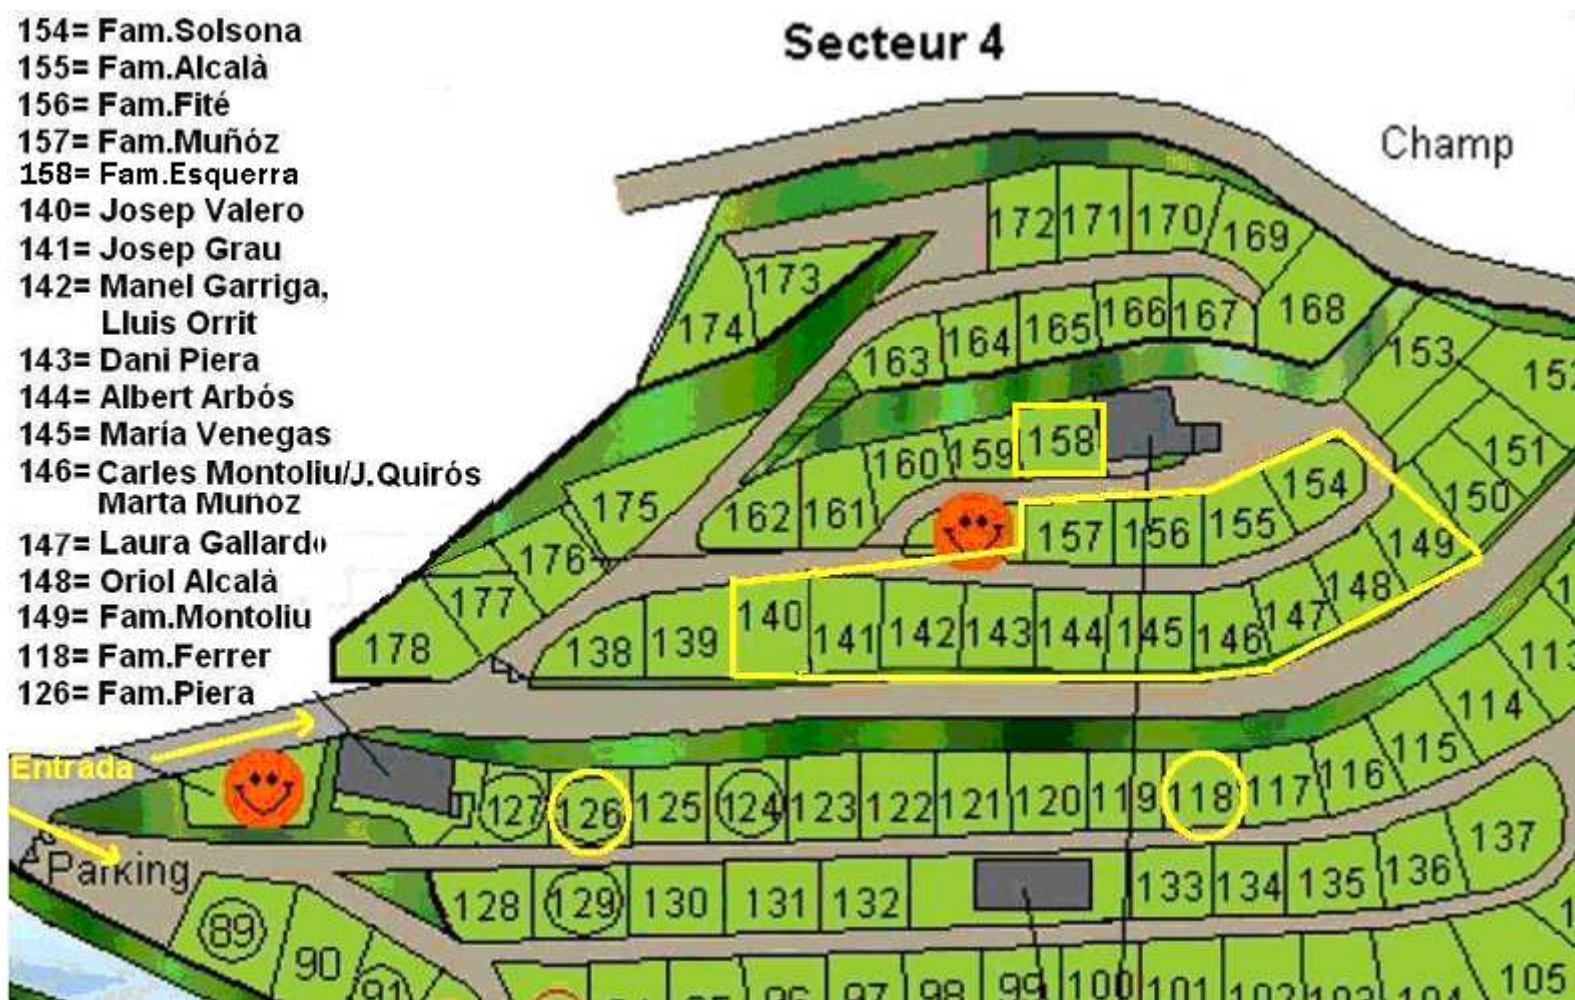 154= Fam.Solsona
155= Fam.Alcalà
156= Fam.Fité
157= Fam.Muñóz
158= Fam.Esquerra
140= Josep Valero
141= Josep Grau
142= Manel Garriga,
Lluis Orrit
143= Dani Piera
144= Albert Arbós
145= María Venegas
146= Carles Montoliu/J.Quirós
Marta Muñoz
147= Laura Gallardo
148= Oriol Alcalà
149= Fam.Montoliu
118= Fam.Ferrer
126= Fam.Piera
Secteur 4
Champ
172 171 170 169
173 168
174 163 164 165 166 167 153
152
175 162 161 160 159 158 154 151
150
176 157 156 155 149
177 148
178 138 139 140 141 142 143 144 145 146 147
113
114
115
Entrada
127 126 125 124 123 122 121 120 119 118 117 116
Parking
137
128 129 130 131 132 133 134 135 136
89
90
91 96 97 98 99 100 101 102 103 104 105